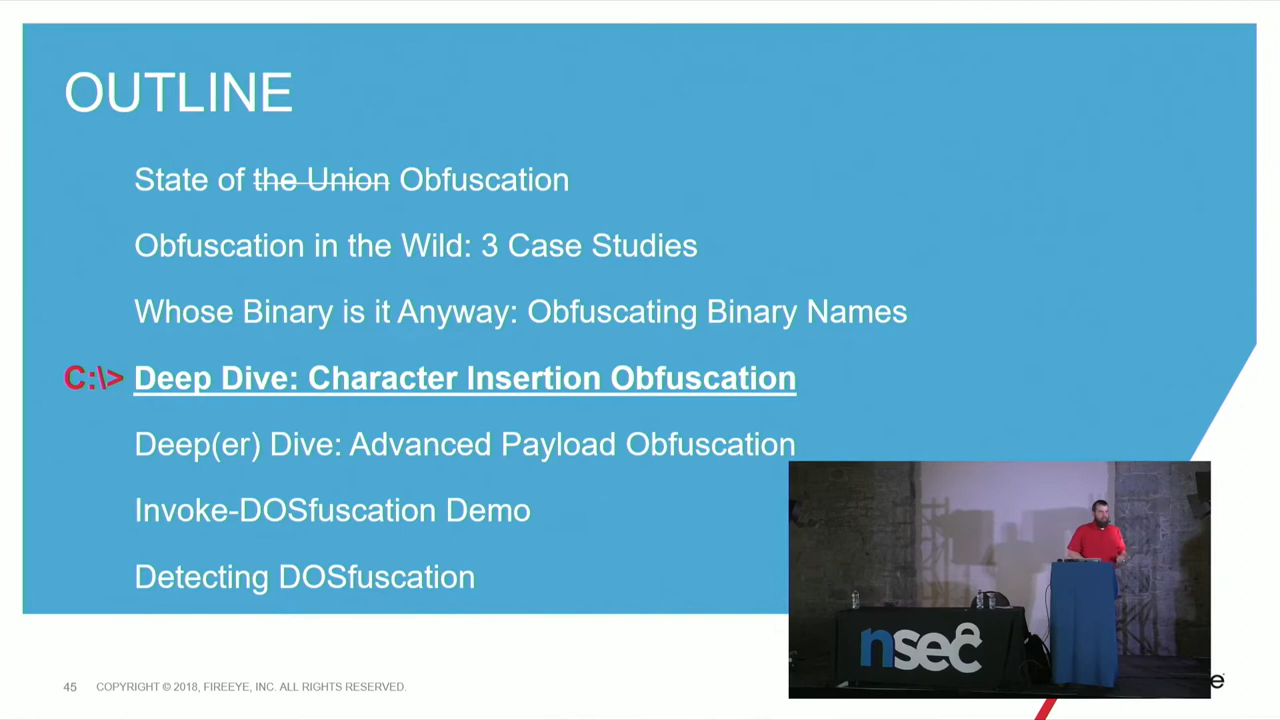 OUTLINE
State of the Union Obfuscation
Obfuscation in the Wild: 3 Case Studies
Whose Binary is it Anyway: Obfuscating Binary Names
C:\> Deep Dive: Character Insertion Obfuscation
Deep(er) Dive: Advanced Payload Obfuscation
Invoke-DOSfuscation Demo
Detecting DOSfuscation
nsec
45 COPYRIGHT © 2018, FIREEYE, INC. ALL RIGHTS RESERVED.